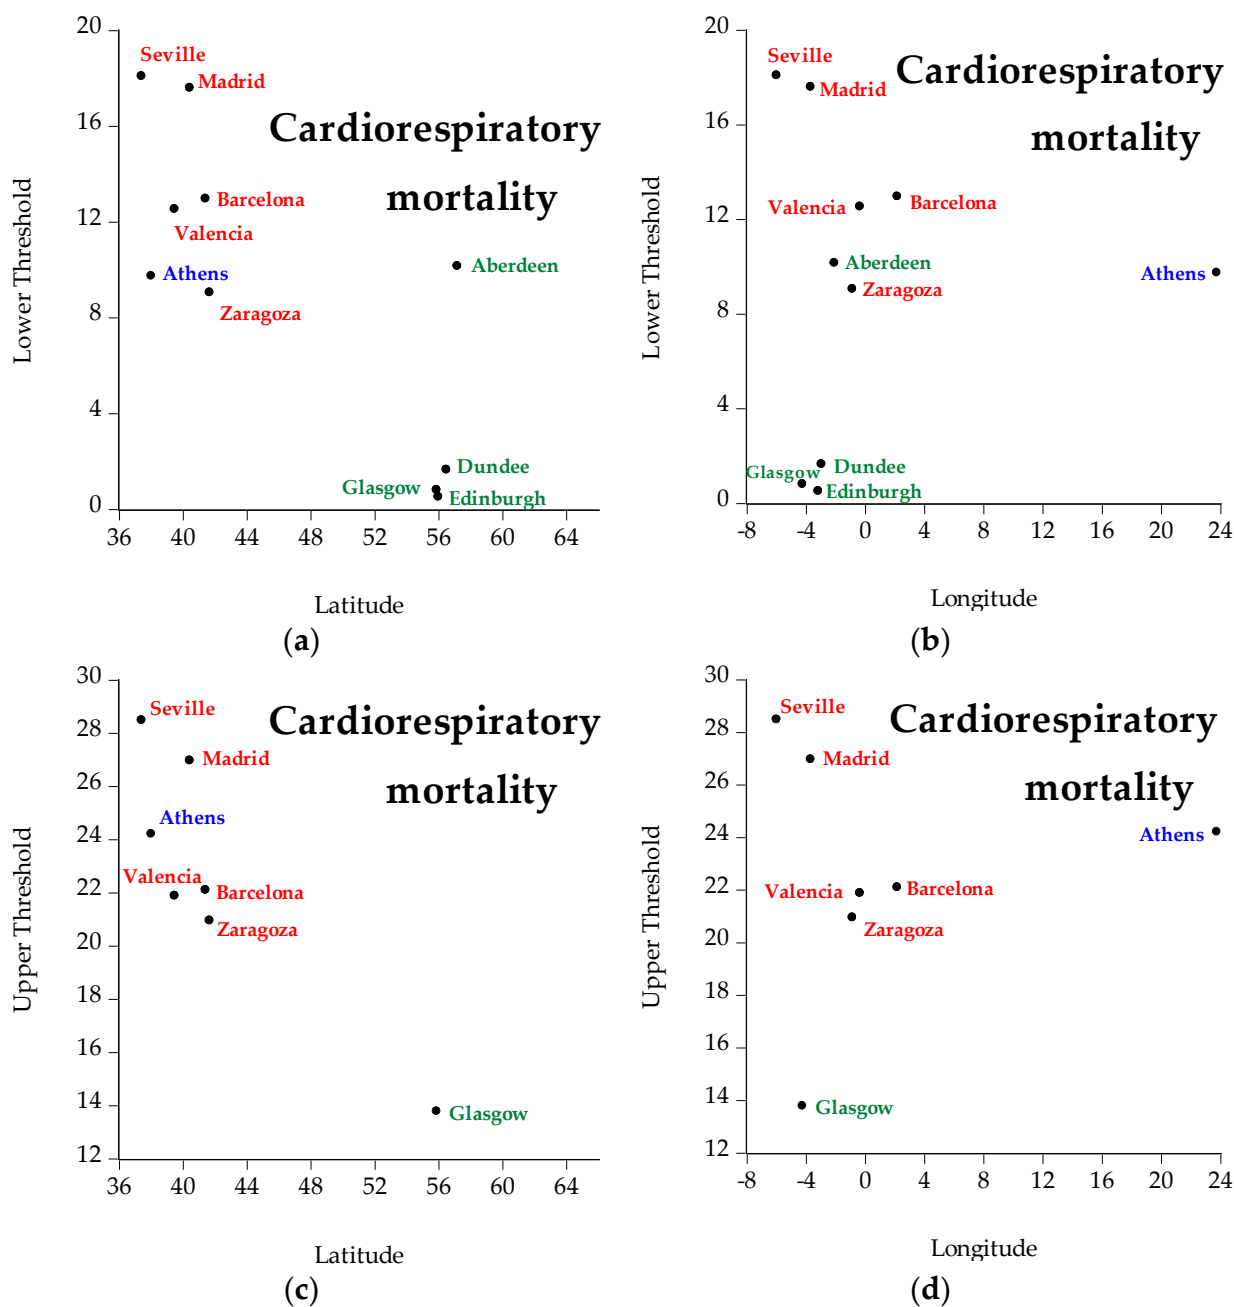 20
Seville
Madrid
16
Cardiorespiratory
mortality
Barcelona
12
Valencia
Athens
Aberdeen
8
Zaragoza
4
Dundee
Glasgow
Edinburgh
0
36 40 44 48 52 56 60 64
Lower Threshold
Latitude
(a)
20
Seville
Cardiorespiratory
Madrid
16
mortality
Valencia
Barcelona
12
Aberdeen
Athens
Zaragoza
8
4
Dundee
Glasgow
Edinburgh
0
-8 -4 0 4 8 12 16 20 24
Lower Threshold
Longitude
(b)
30
Seville
Cardiorespiratory
28
Madrid
mortality
26
Athens
24
Valencia
22
Barcelona
Zaragoza
20
18
16
14
Glasgow
12
36 40 44 48 52 56 60 64
Upper Threshold
Latitude
(c)
30
Seville
Cardiorespiratory
28
Madrid
mortality
26
Athens
24
Valencia
Barcelona
22
Zaragoza
20
18
16
14
Glasgow
12
-8 -4 0 4 8 12 16 20 24
Upper Threshold
Longitude
(d)